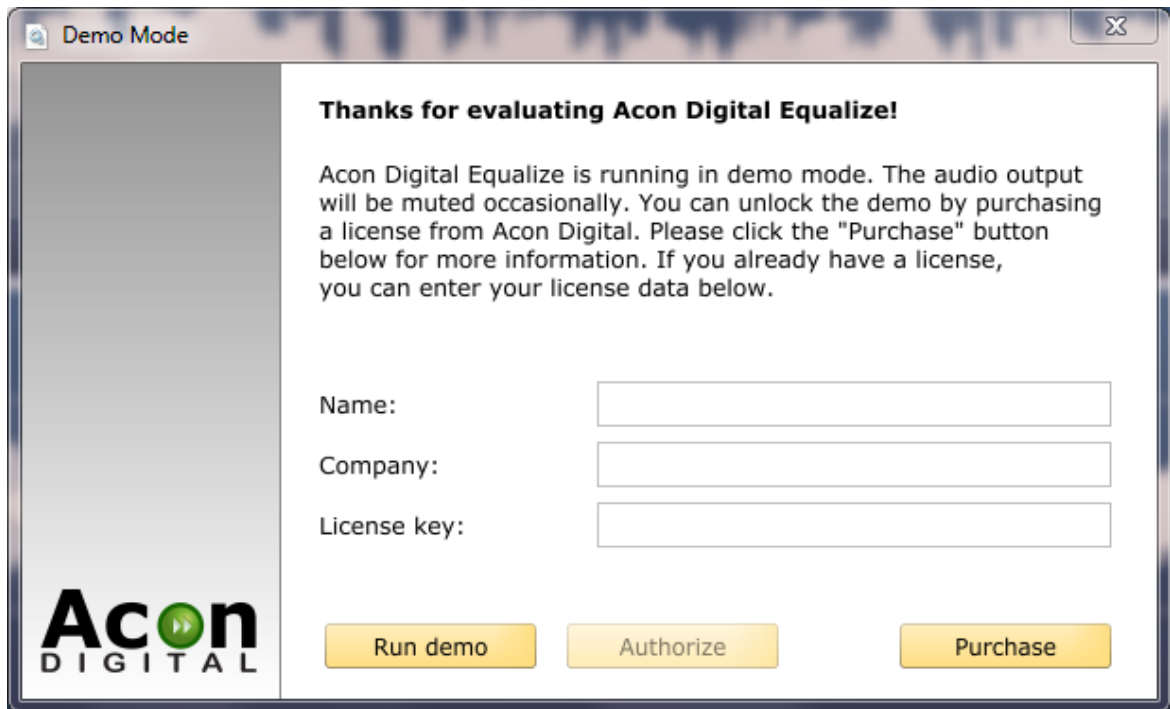 Demo Mode
Thanks for evaluating Acon Digital Equalize!
Acon Digital Equalize is running in demo mode. The audio output
will be muted occasionally. You can unlock the demo by purchasing
a license from Acon Digital. Please click the "Purchase" button
below for more information. If you already have a license,
you can enter your license data below.
Name:
Company:
License key:
Acon
DIGITAL
Run demo Authorize Purchase